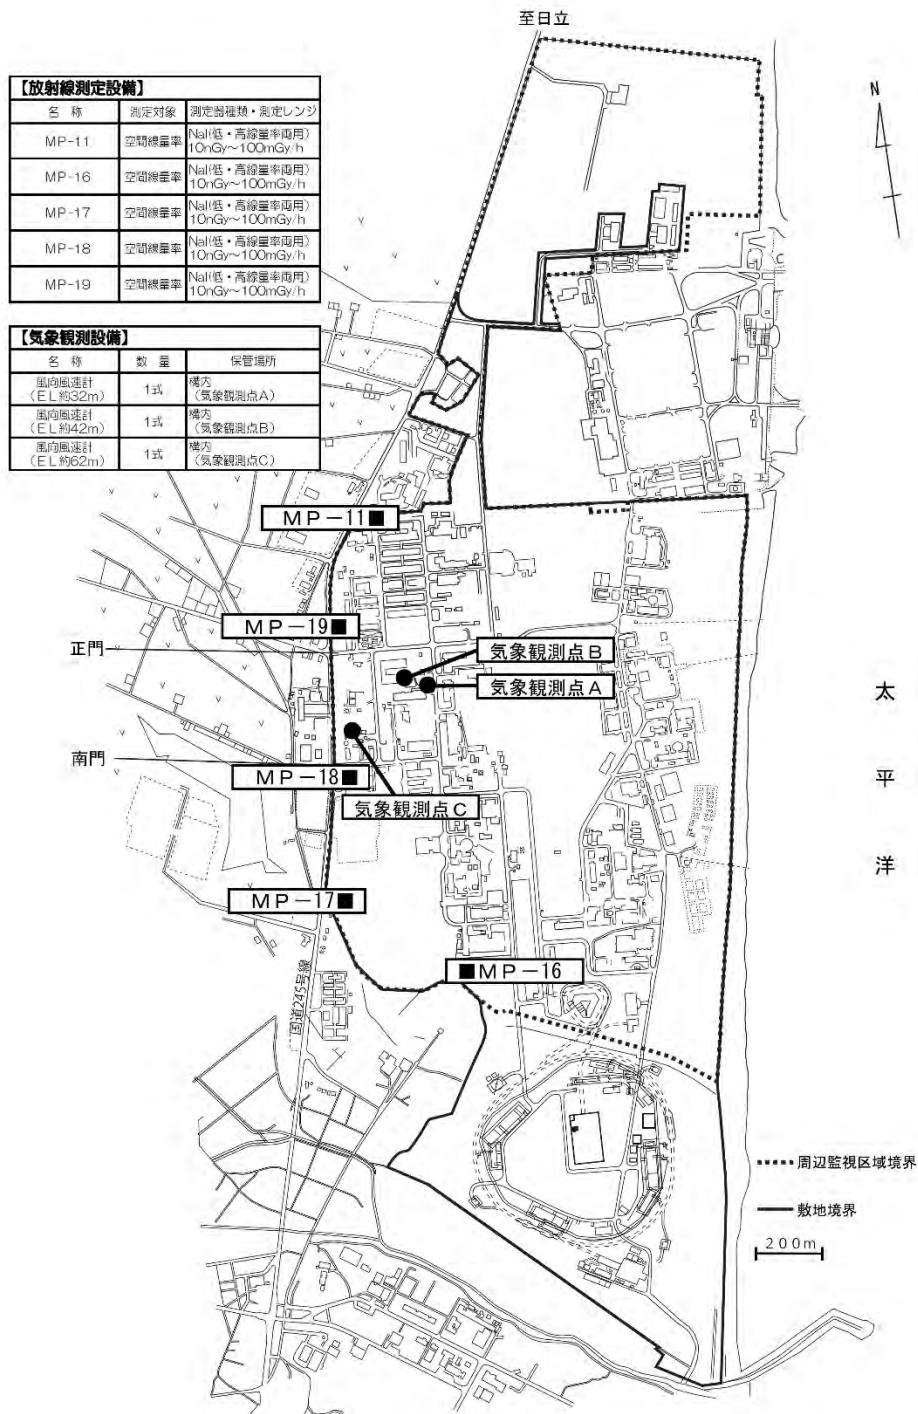 至日立
N
【放射線測定設備】
名 称 測定対象 測定器種類・測定レンジ
MP-11 空間線量率 NaI(低・高線量率両用) 10nGy～100mGy/h
MP-16 空間線量率 NaI(低・高線量率両用) 10nGy～100mGy/h
MP-17 空間線量率 NaI(低・高線量率両用) 10nGy～100mGy/h
MP-18 空間線量率 NaI(低・高線量率両用) 10nGy～100mGy/h
MP-19 空間線量率 NaI(低・高線量率両用) 10nGy～100mGy/h
【気象観測設備】
名 称 数 量 保管場所
風向風速計 (EL約32m) 1式 構内 (気象観測点A)
風向風速計 (EL約42m) 1式 構内 (気象観測点B)
風向風速計 (EL約62m) 1式 構内 (気象観測点C)
MP－11■
MP－19■
正門
気象観測点B
気象観測点A
太平洋
南門
MP－18■
気象観測点C
MP－17■
■MP－16
国道245号線
周辺監視区域境界
敷地境界
200m